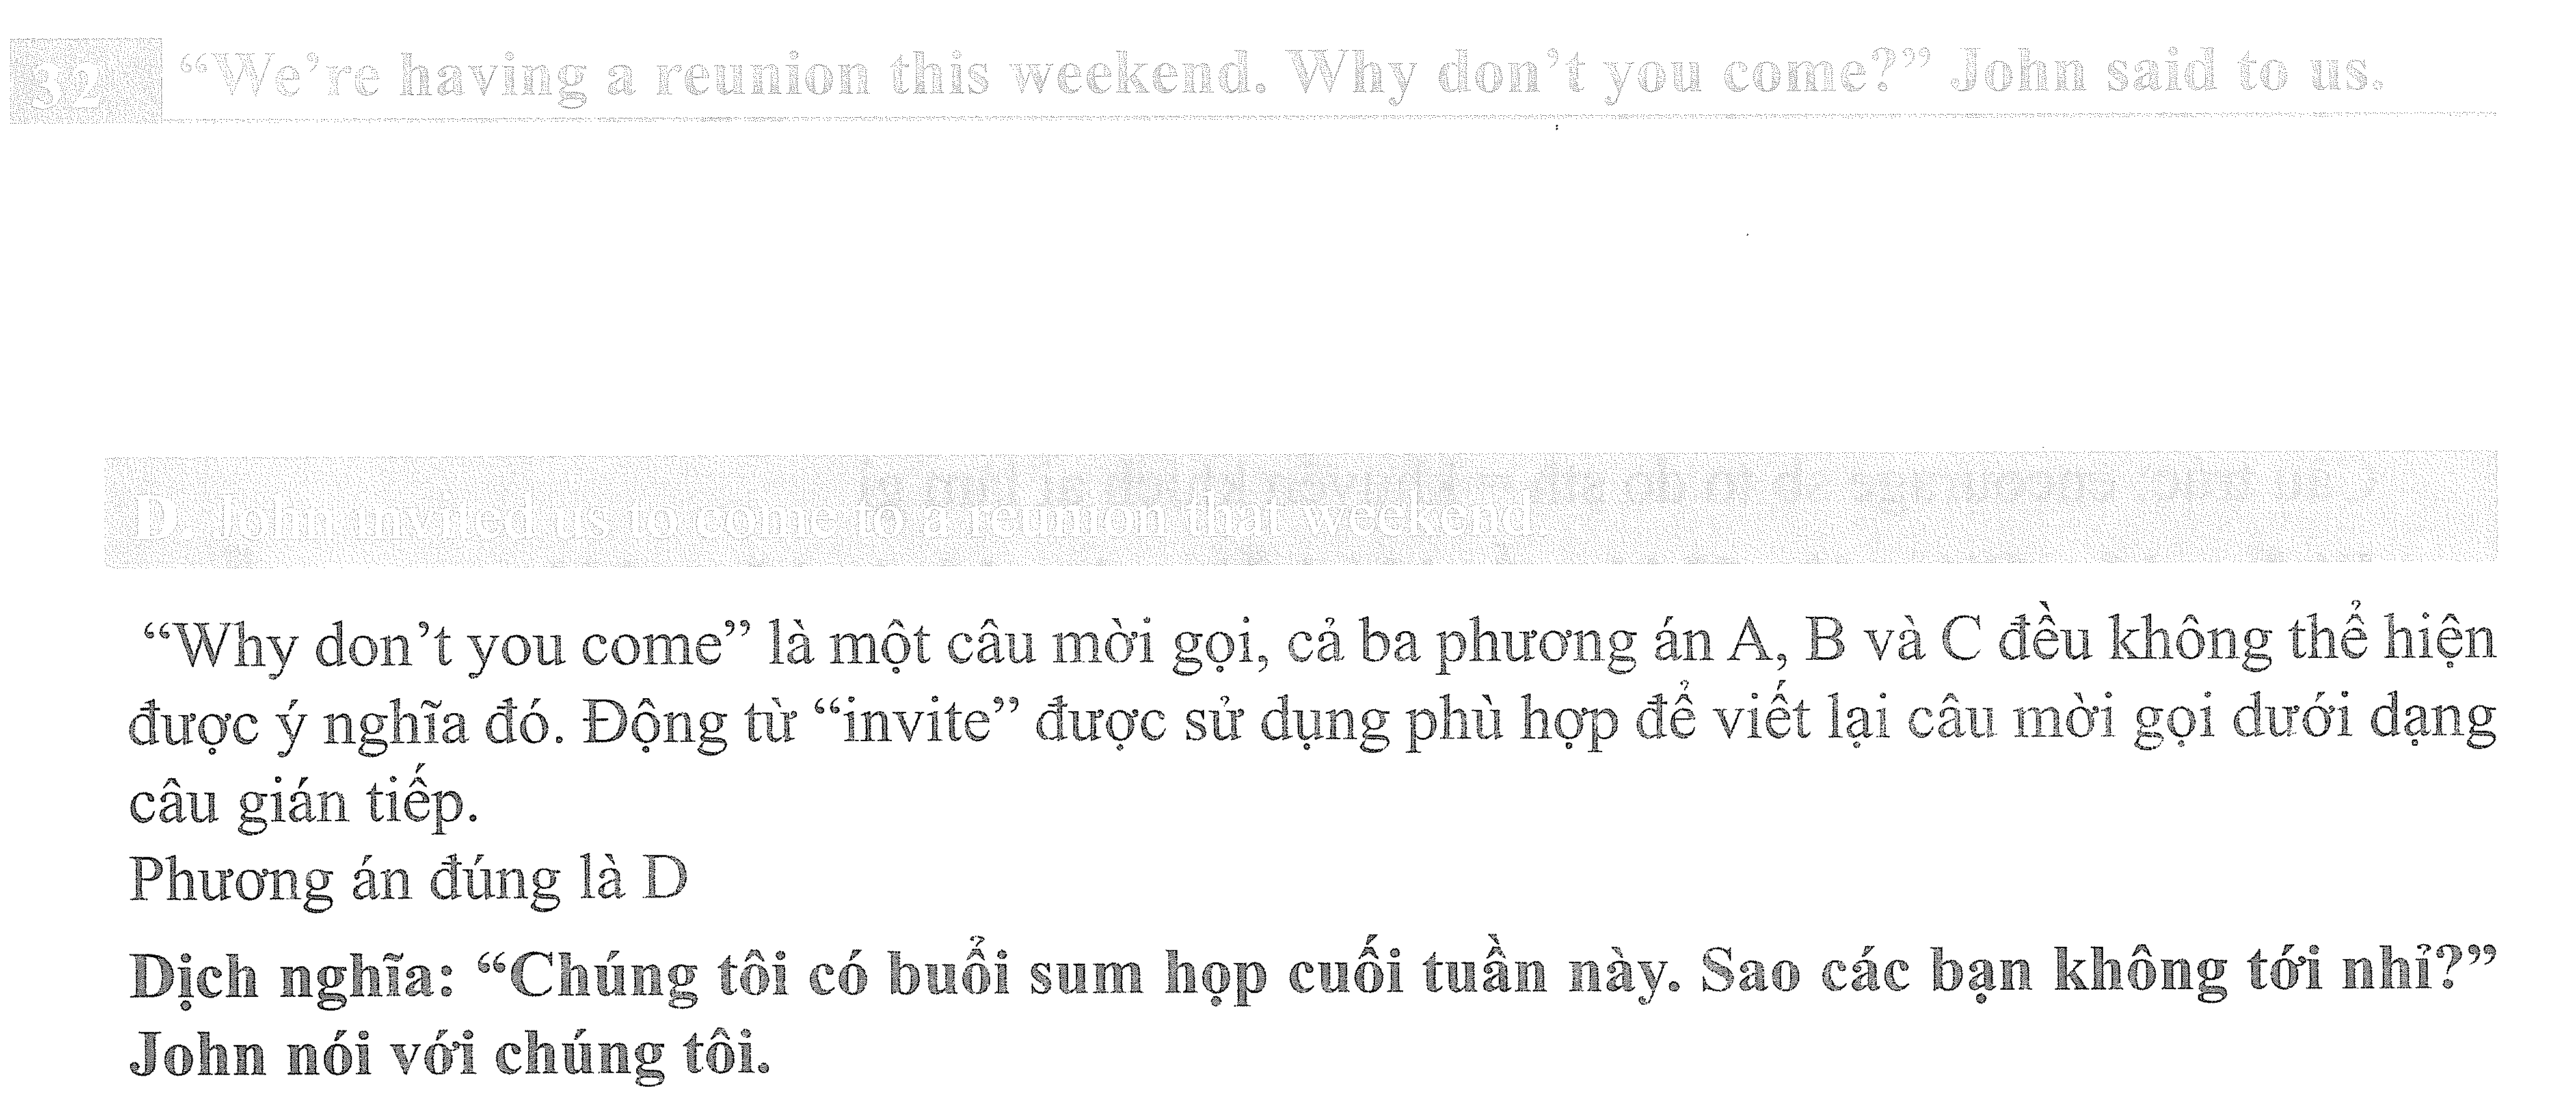 32 “We’re having a reunion this weekend. Why don’t you come?” John said to us.
D. John invited us to come to a reunion that weekend.
“Why don’t you come” là một câu mời gọi, cả ba phương án A, B và C đều không thể hiện
được ý nghĩa đó. Động từ “invite” được sử dụng phù hợp để viết lại câu mời gọi dưới dạng
câu gián tiếp.
Phương án đúng là D
Dịch nghĩa: “Chúng tôi có buổi sum họp cuối tuần này. Sao các bạn không tới nhỉ?”
John nói với chúng tôi.